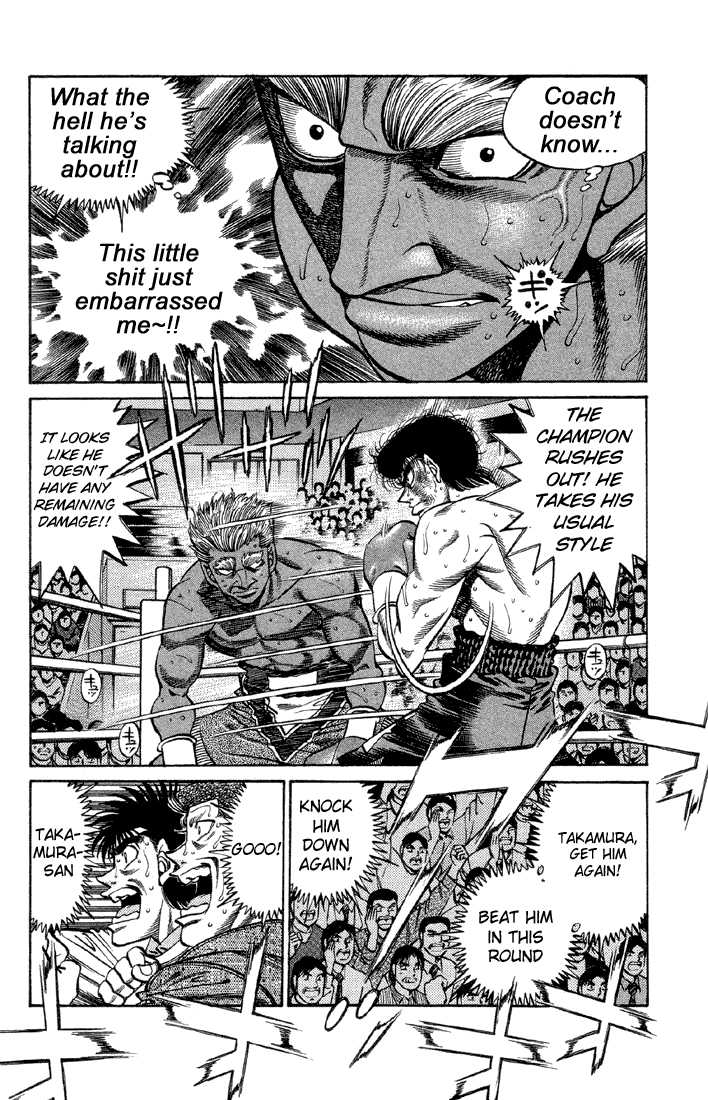 Coach
doesn't
know...
What the
hell he's
talking
about!!
This little
shit just
embarrassed
me~!!
ギンッ
THE
CHAMPION
RUSHES
OUT! HE
TAKES HIS
USUAL
STYLE
IT LOOKS
LIKE HE
DOESN'T
HAVE ANY
REMAINING
DAMAGE!!
キュッ
キュッ
キュッ
TAKAMURA,
GET HIM
AGAIN!
KNOCK
HIM
DOWN
AGAIN!
BEAT HIM
IN THIS
ROUND
GOOO!
TAKA-
MURA-
SAN